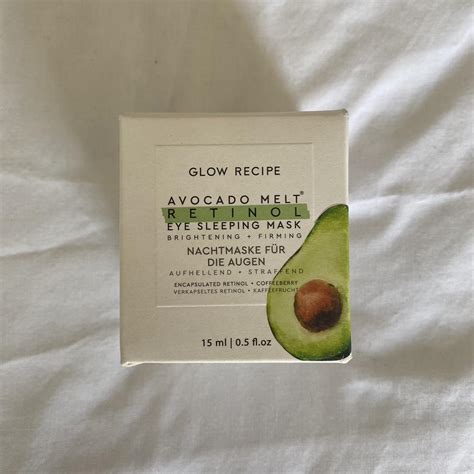 GLOW RECIPE
AVOCADO MELT®
RETINOL
EYE SLEEPING MASK
BRIGHTENING + FIRMING
NACHTMASKE FÜR
DIE AUGEN
AUFHELLEND + STRAFFEND
ENCAPSULATED RETINOL + COFFEEBERRY
VERKAPSELTES RETINOL + KAFFEEFRUCHT
15 ml | 0.5 fl.oz